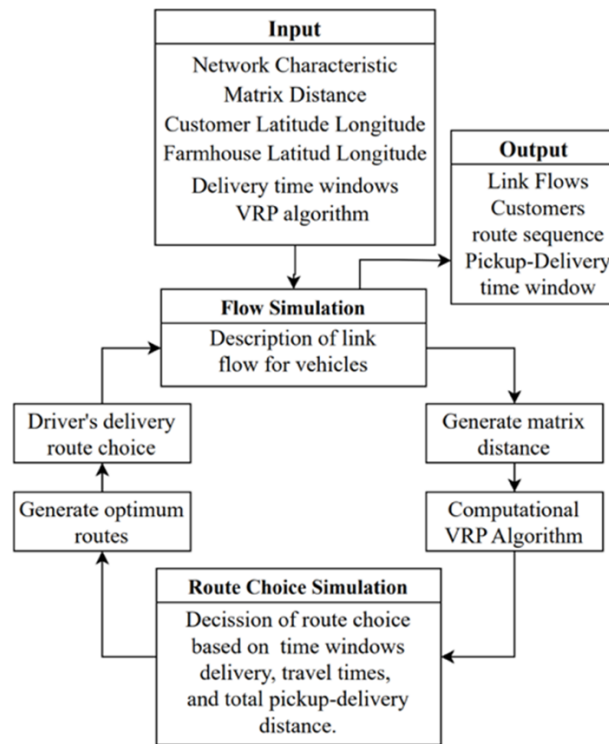 Input
Network Characteristic
Matrix Distance
Customer Latitude Longitude
Farmhouse Latitud Longitude
Delivery time windows
VRP algorithm
Output
Link Flows
Customers
route sequence
Pickup-Delivery
time window
Flow Simulation
Description of link
flow for vehicles
Driver's delivery
route choice
Generate matrix
distance
Generate optimum
routes
Computational
VRP Algorithm
Route Choice Simulation
Decission of route choice
based on time windows
delivery, travel times,
and total pickup-delivery
distance.